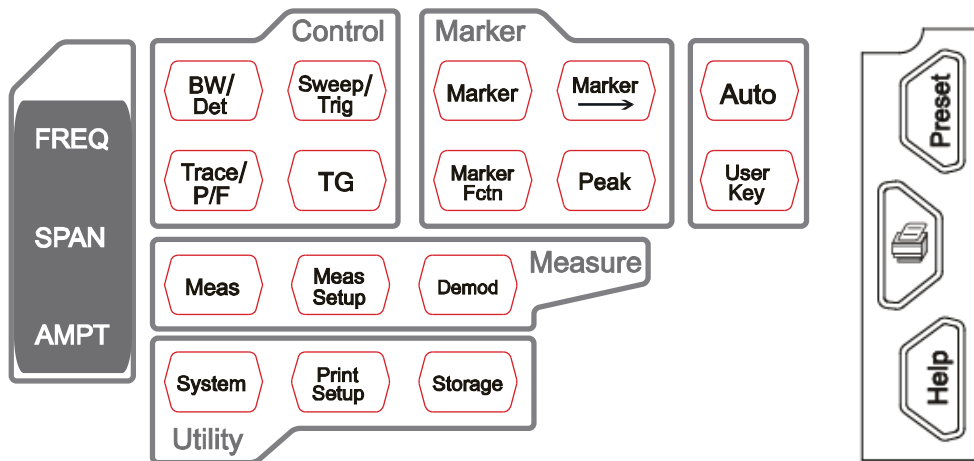 Control
Marker
FREQ
SPAN
AMPT
BW/
Det
Sweep/
Trig
Trace/
P/F
TG
Marker
Marker
Marker
Fctn
Peak
Auto
User
Key
Measure
Meas
Meas
Setup
Demod
System
Print
Setup
Storage
Utility
Preset
Help